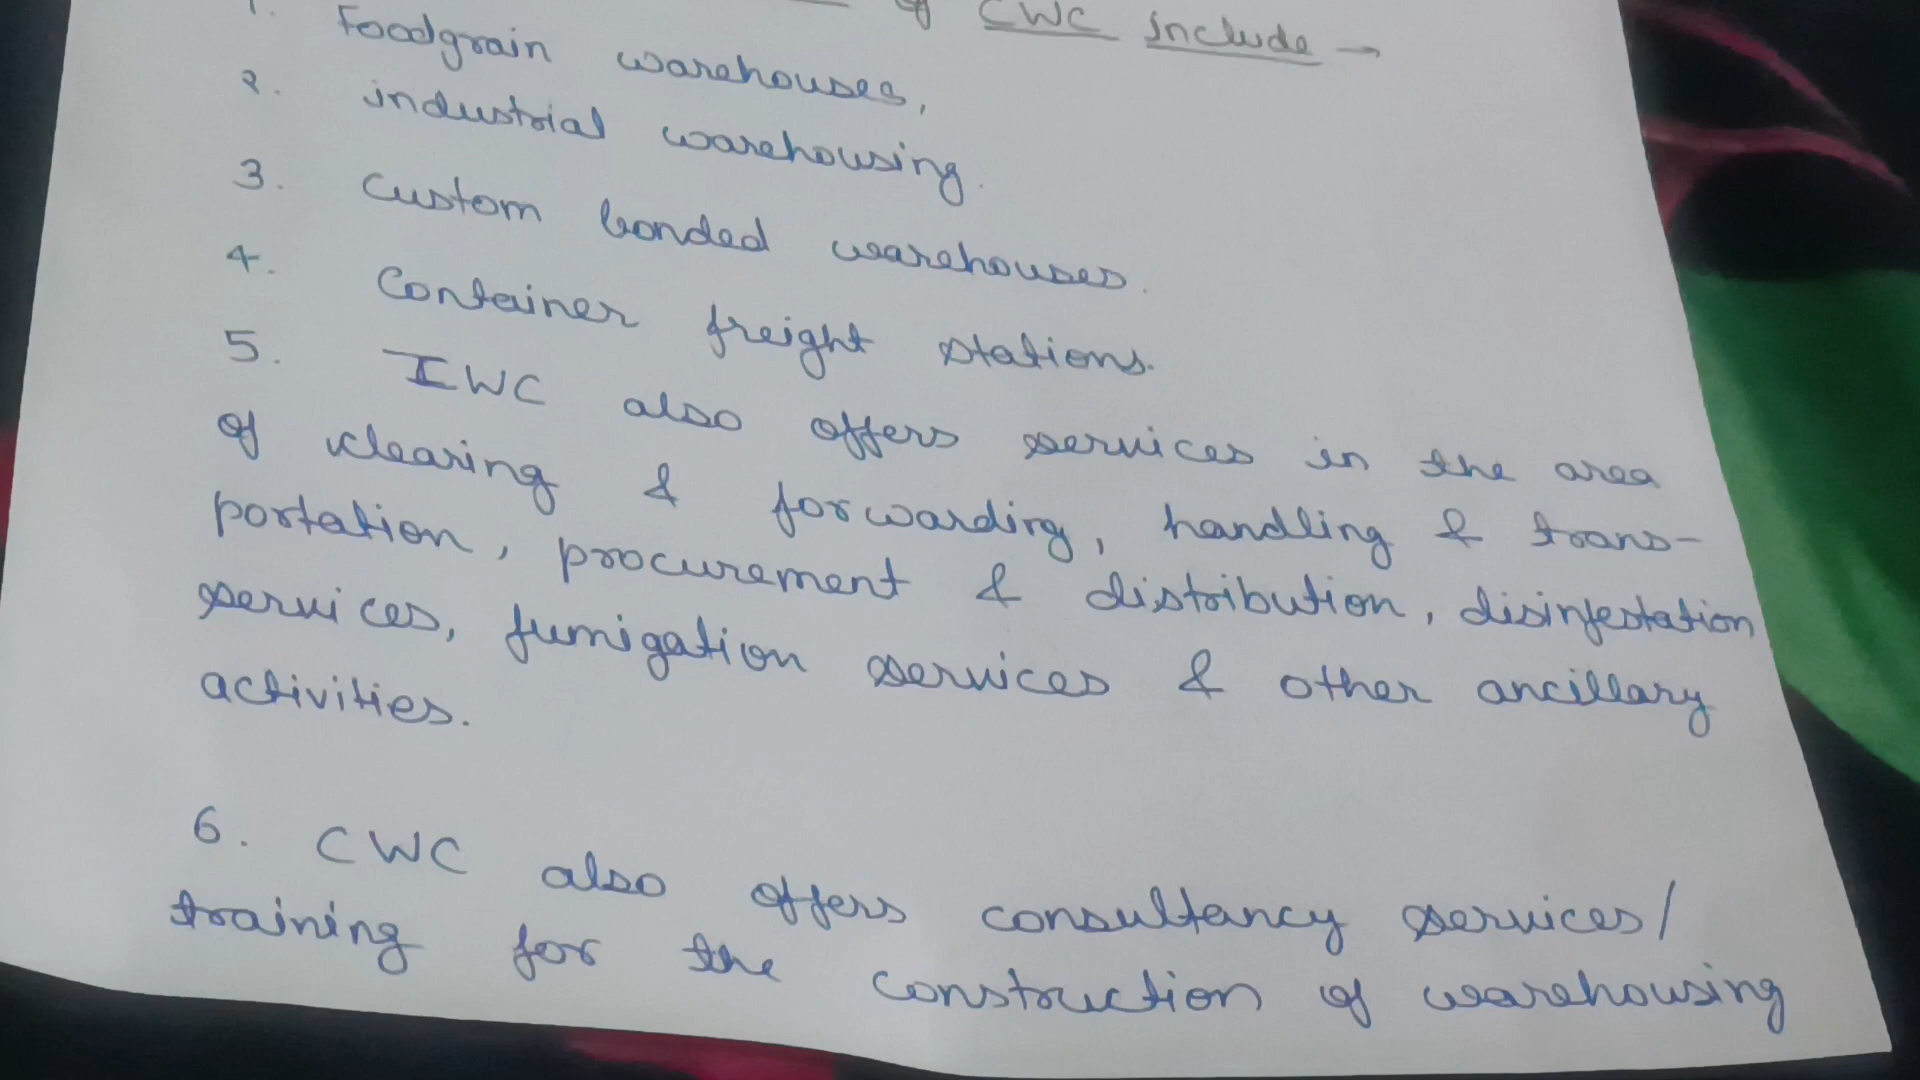 of CWC include →
1. Foodgrain warehouses,
2. industrial warehousing.
3. Custom bonded warehouses.
4. Container freight stations.
5. IWC also offers services in the area
of clearing & forwarding, handling & trans-
portation, procurement & distribution, disinfestation
services, fumigation services & other ancillary
activities.
6. CWC also offers consultancy services/
training for the construction of warehousing